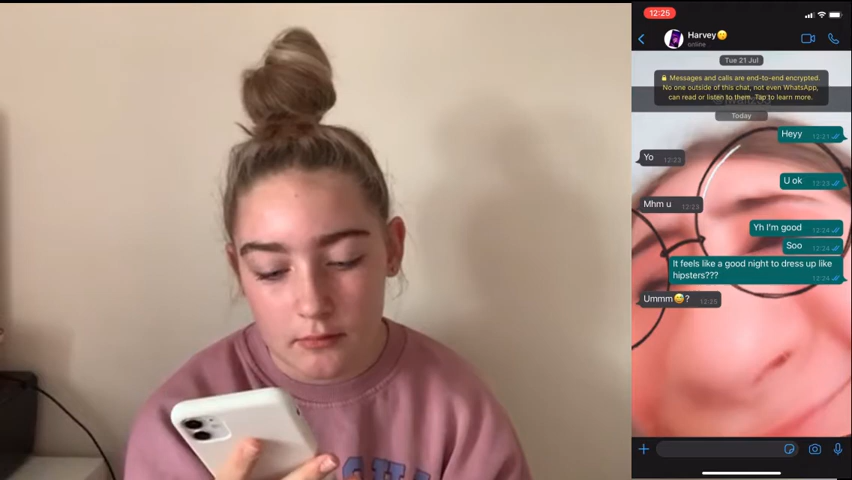 12:25
Harvey😕
online
Tue 21 Jul
🔒 Messages and calls are end-to-end encrypted.
No one outside of this chat, not even WhatsApp,
can read or listen to them. Tap to learn more.
Today
Heyy 12:21
Yo 12:23
U ok 12:23
Mhm u 12:23
Yh I'm good 12:24
Soo 12:24
It feels like a good night to dress up like
hipsters??? 12:24
Ummm😅? 12:25